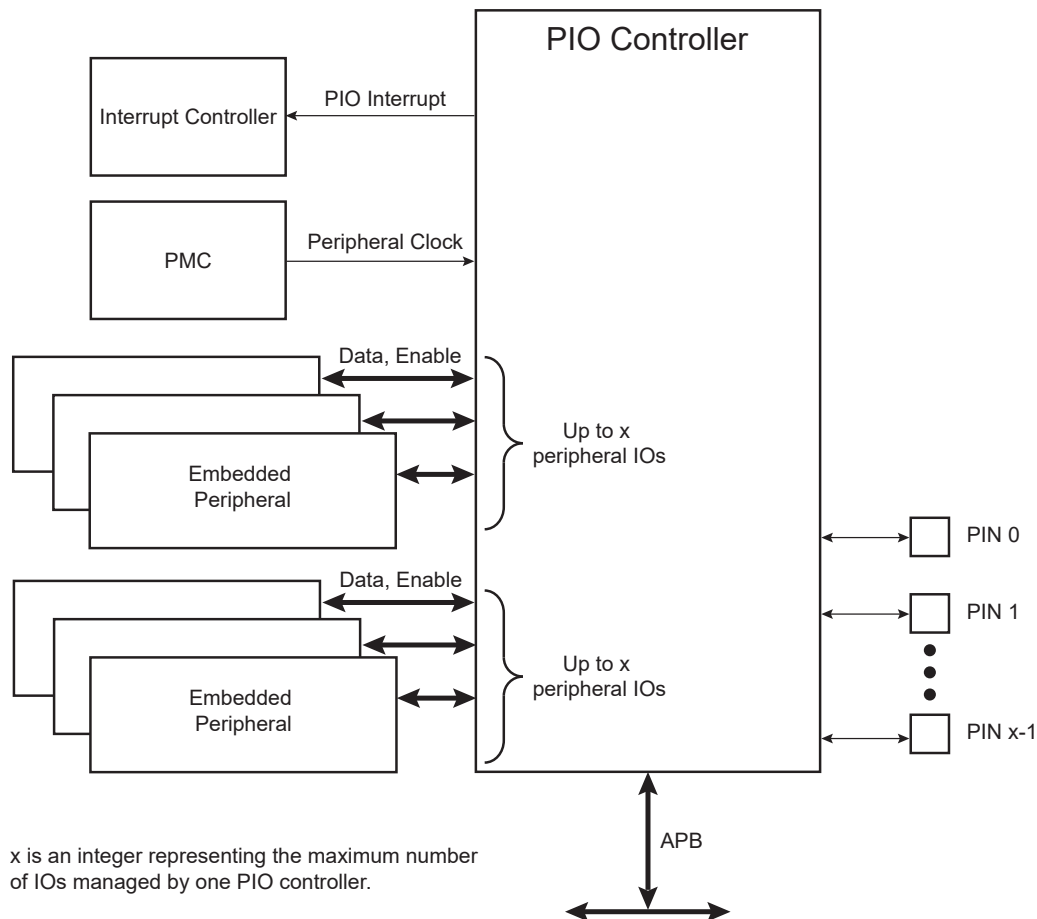 PIO Controller
PIO Interrupt
Interrupt Controller
Peripheral Clock
PMC
Data, Enable
Up to x
peripheral IOs
Embedded
Peripheral
PIN 0
Data, Enable
PIN 1
Up to x
peripheral IOs
Embedded
Peripheral
PIN x-1
APB
x is an integer representing the maximum number
of IOs managed by one PIO controller.